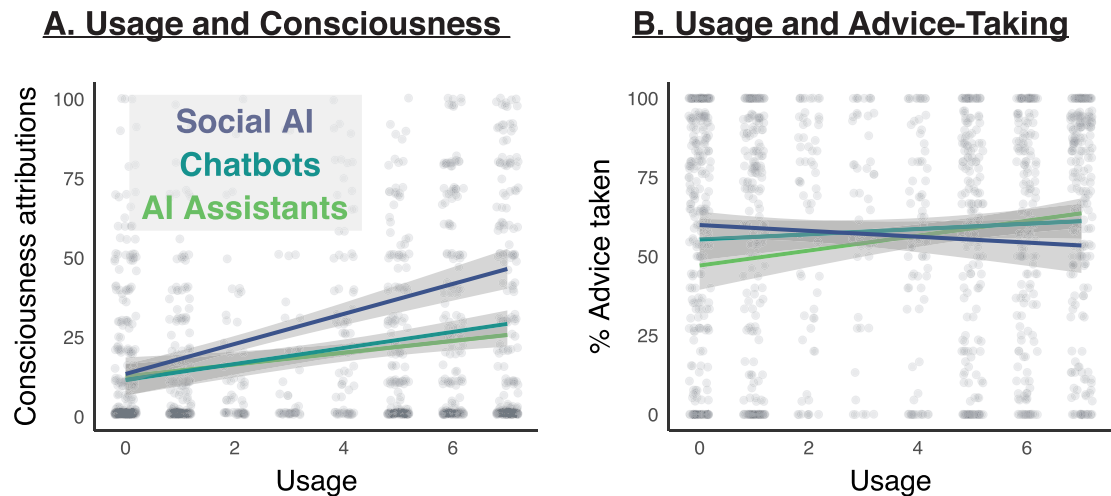 A. Usage and Consciousness
Consciousness attributions
100
75
50
25
0
Social AI
Chatbots
AI Assistants
0 2 4 6
Usage
B. Usage and Advice-Taking
% Advice taken
100
75
50
25
0
0 2 4 6
Usage